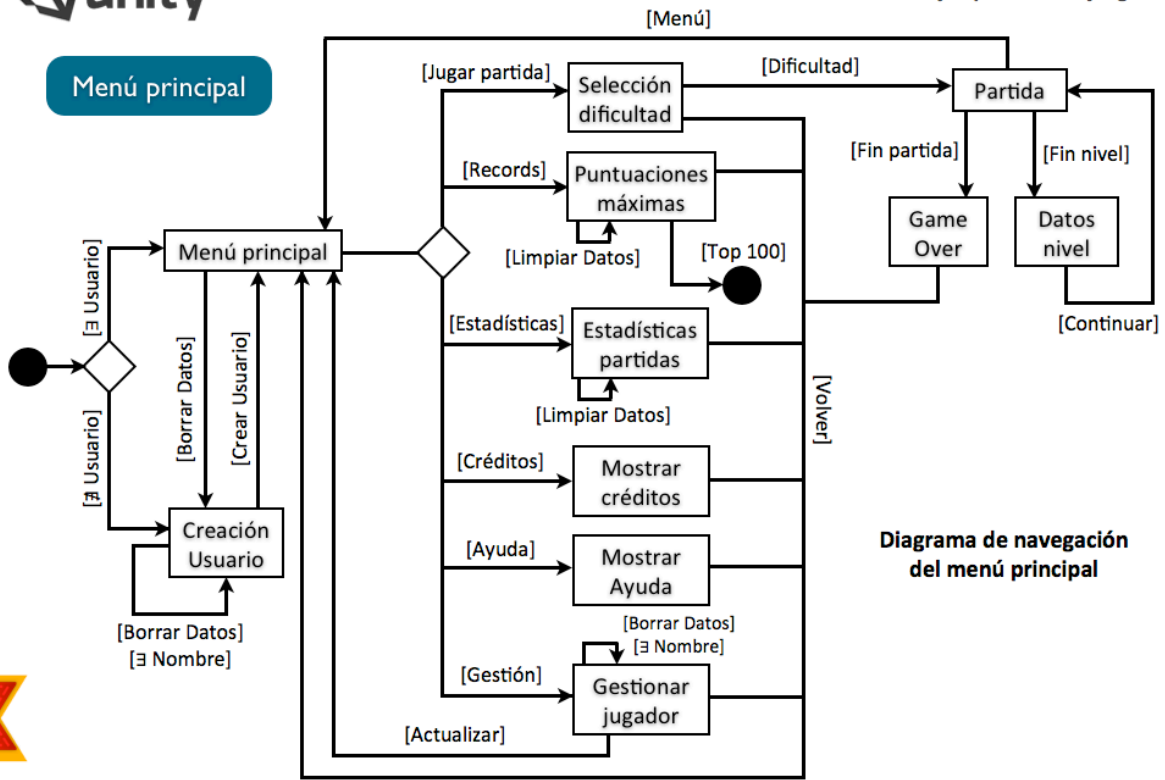 unity
[Menú]
Menú principal
[Jugar partida]
Selección
dificultad
[Dificultad]
Partida
[Fin partida]
[Fin nivel]
[Records]
Puntuaciones
máximas
Game
Over
Datos
nivel
[∃ Usuario]
Menú principal
[Limpiar Datos]
[Top 100]
[Continuar]
[Estadísticas]
Estadísticas
partidas
[Limpiar Datos]
[Volver]
[Borrar Datos]
[Crear Usuario]
[∄ Usuario]
[Créditos]
Mostrar
créditos
Creación
Usuario
[Ayuda]
Mostrar
Ayuda
Diagrama de navegación
del menú principal
[Borrar Datos]
[∃ Nombre]
[Borrar Datos]
[∃ Nombre]
[Gestión]
Gestionar
jugador
[Actualizar]